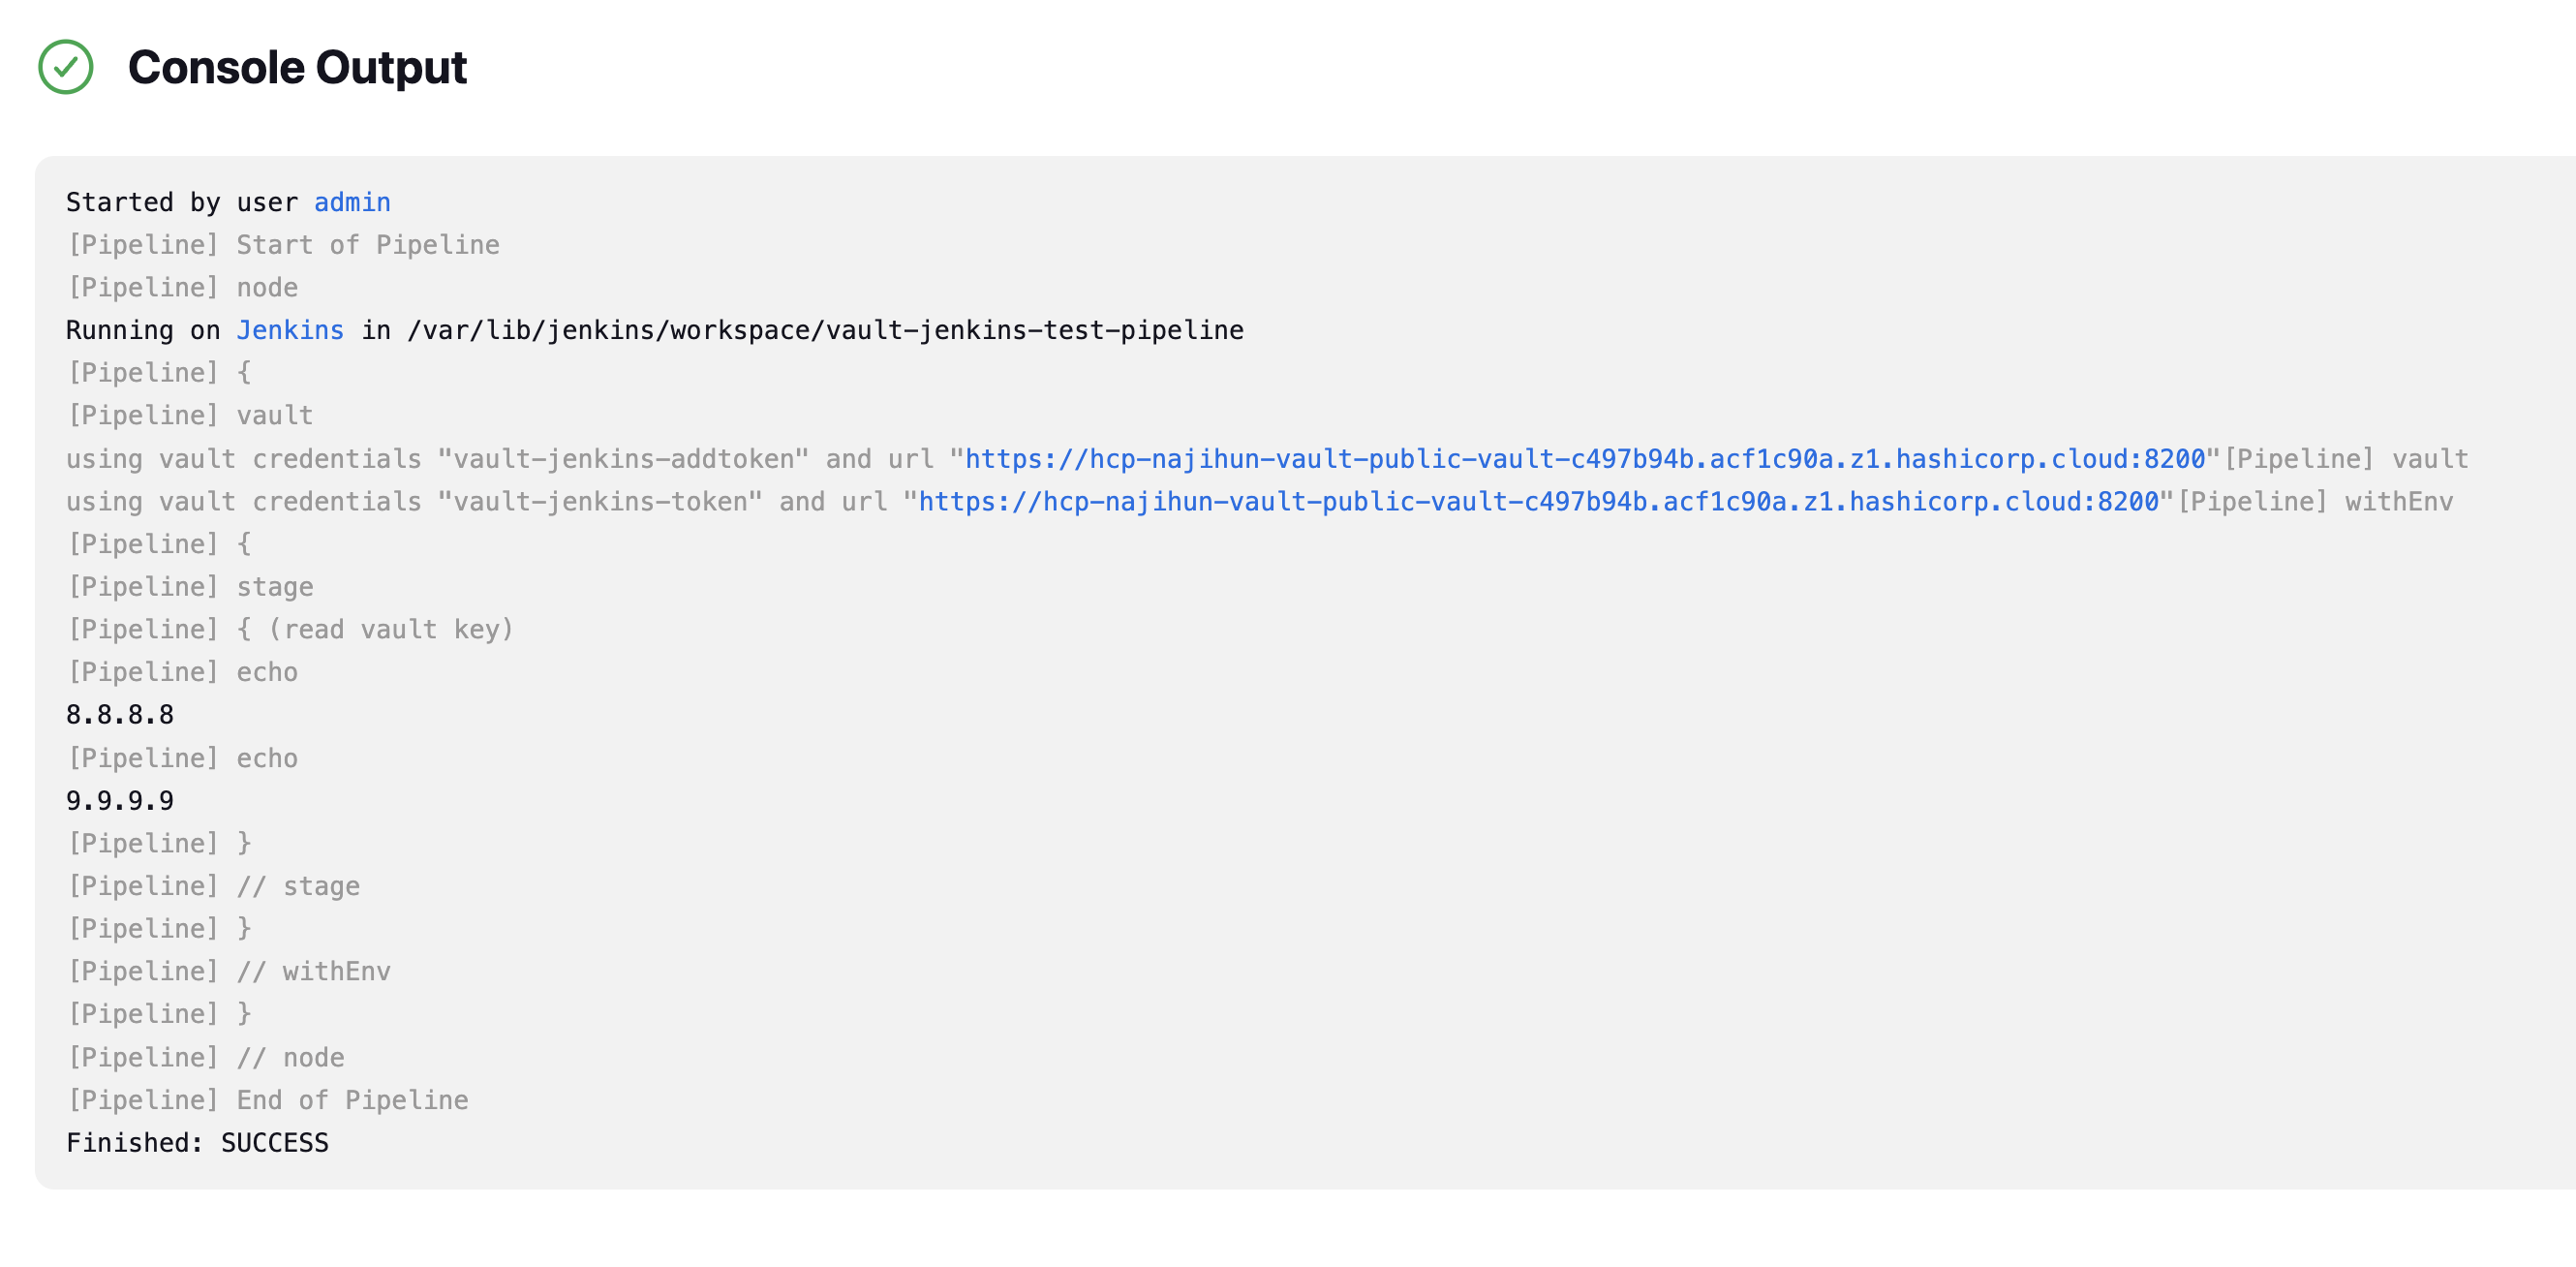 Console Output
Started by user admin
[Pipeline] Start of Pipeline
[Pipeline] node
Running on Jenkins in /var/lib/jenkins/workspace/vault-jenkins-test-pipeline
[Pipeline] {
[Pipeline] vault
using vault credentials "vault-jenkins-addtoken" and url "https://hcp-najihun-vault-public-vault-c497b94b.acf1c90a.z1.hashicorp.cloud:8200"[Pipeline] vault
using vault credentials "vault-jenkins-token" and url "https://hcp-najihun-vault-public-vault-c497b94b.acf1c90a.z1.hashicorp.cloud:8200"[Pipeline] withEnv
[Pipeline] {
[Pipeline] stage
[Pipeline] { (read vault key)
[Pipeline] echo
8.8.8.8
[Pipeline] echo
9.9.9.9
[Pipeline] }
[Pipeline] // stage
[Pipeline] }
[Pipeline] // withEnv
[Pipeline] }
[Pipeline] // node
[Pipeline] End of Pipeline
Finished: SUCCESS